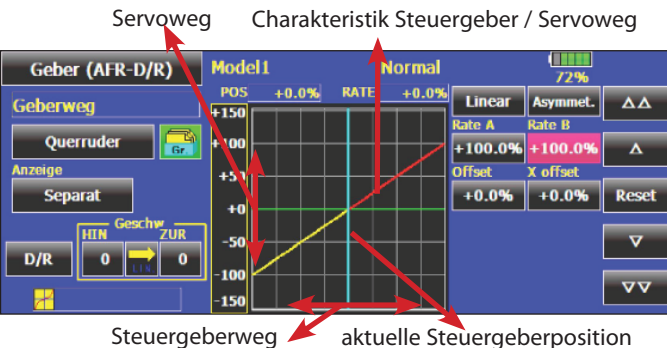 Servoweg
Charakteristik Steuergeber / Servoweg
Geber (AFR-D/R)
Model1
Normal
72%
Geberweg
Querruder
Gr.
Anzeige
Separat
Geschw
HIN
ZUR
D/R
0
LIN
0
POS +0.0% RATE +0.0%
+150
+100
+50
+0
-50
-100
-150
Linear
Asymmet.
Rate A
Rate B
+100.0%
+100.0%
Offset
X offset
+0.0%
+0.0%
Reset
Steuergeberweg
aktuelle Steuergeberposition